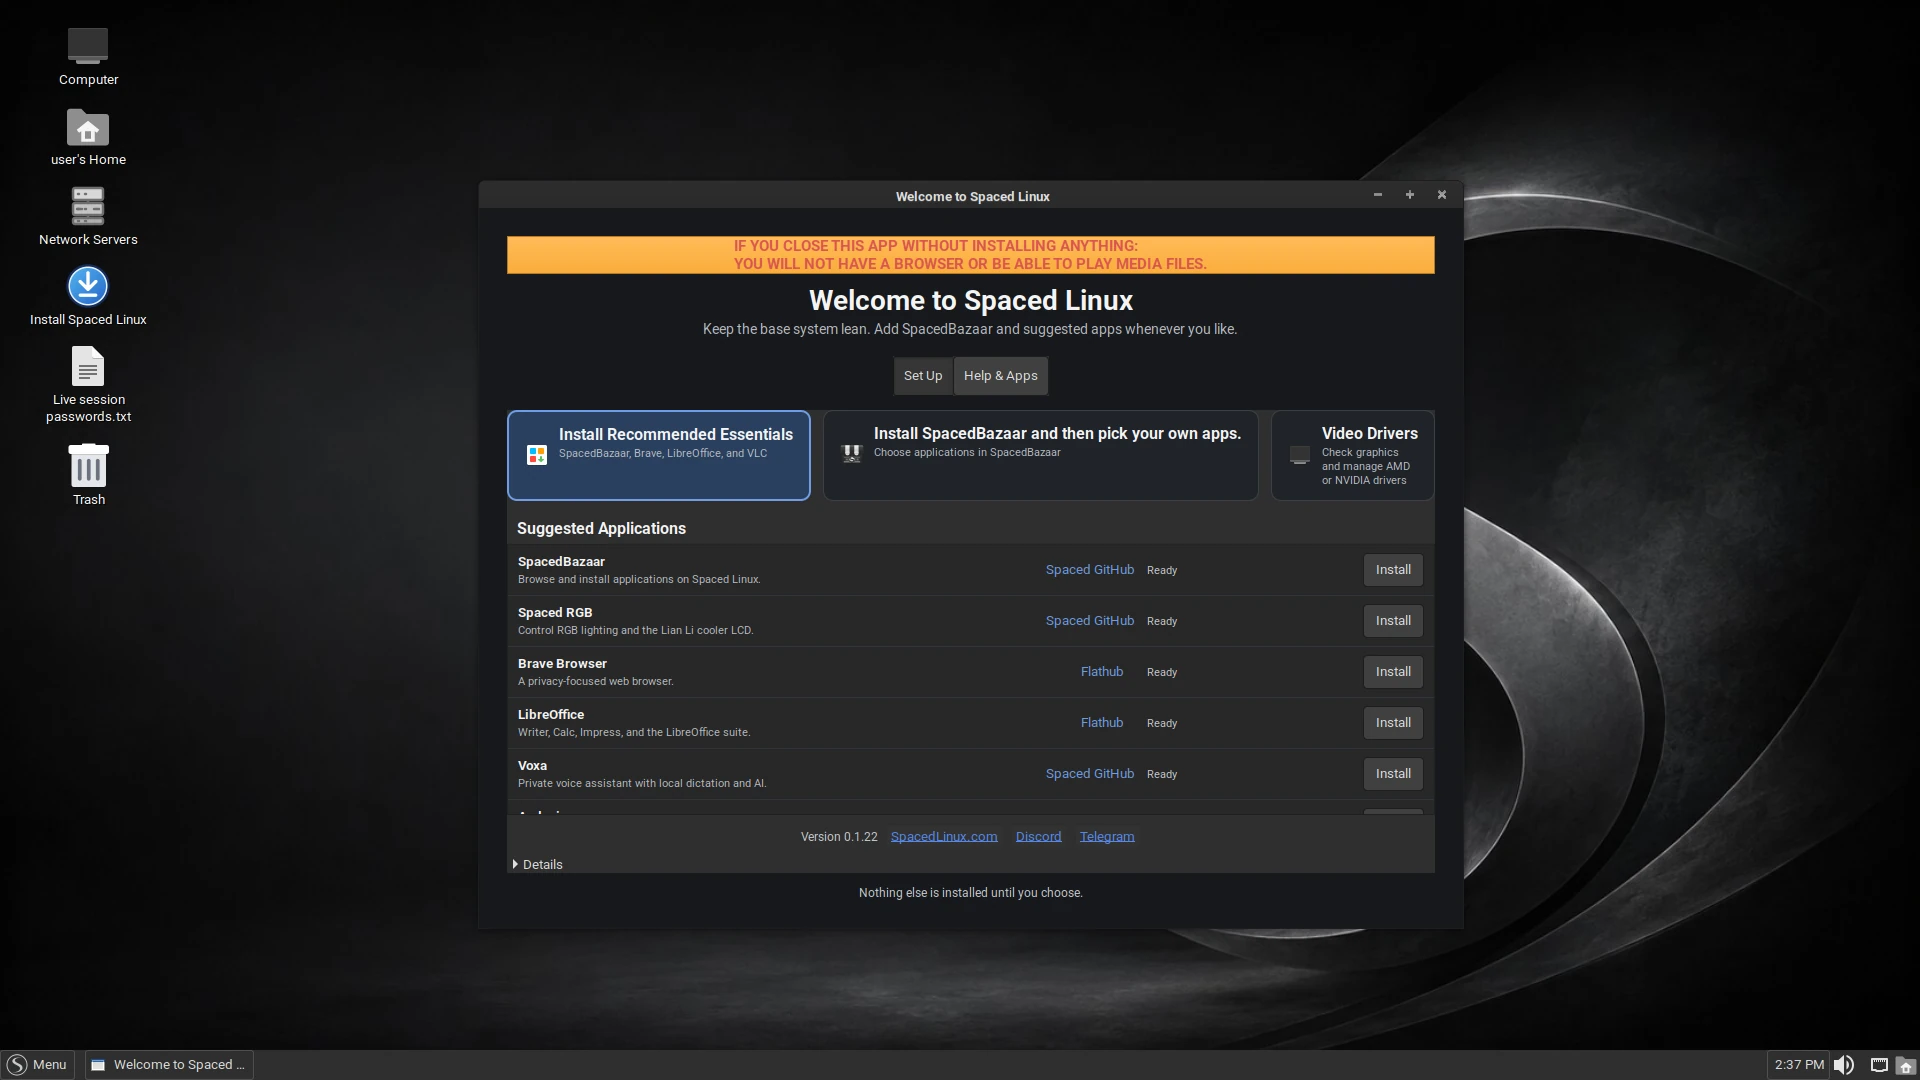 Computer
user's Home
Network Servers
Install Spaced Linux
Live session
passwords.txt
Trash
Welcome to Spaced Linux
IF YOU CLOSE THIS APP WITHOUT INSTALLING ANYTHING:
YOU WILL NOT HAVE A BROWSER OR BE ABLE TO PLAY MEDIA FILES.
Welcome to Spaced Linux
Keep the base system lean. Add SpacedBazaar and suggested apps whenever you like.
Set Up
Help & Apps
Install Recommended Essentials
SpacedBazaar, Brave, LibreOffice, and VLC
Install SpacedBazaar and then pick your own apps.
Choose applications in SpacedBazaar
Video Drivers
Check graphics
and manage AMD
or NVIDIA drivers
Suggested Applications
SpacedBazaar
Browse and install applications on Spaced Linux.
Spaced GitHub
Ready
Install
Spaced RGB
Control RGB lighting and the Lian Li cooler LCD.
Spaced GitHub
Ready
Install
Brave Browser
A privacy-focused web browser.
Flathub
Ready
Install
LibreOffice
Writer, Calc, Impress, and the LibreOffice suite.
Flathub
Ready
Install
Voxa
Private voice assistant with local dictation and AI.
Spaced GitHub
Ready
Install
Version 0.1.22
SpacedLinux.com
Discord
Telegram
Details
Nothing else is installed until you choose.
Menu
Welcome to Spaced ...
2:37 PM